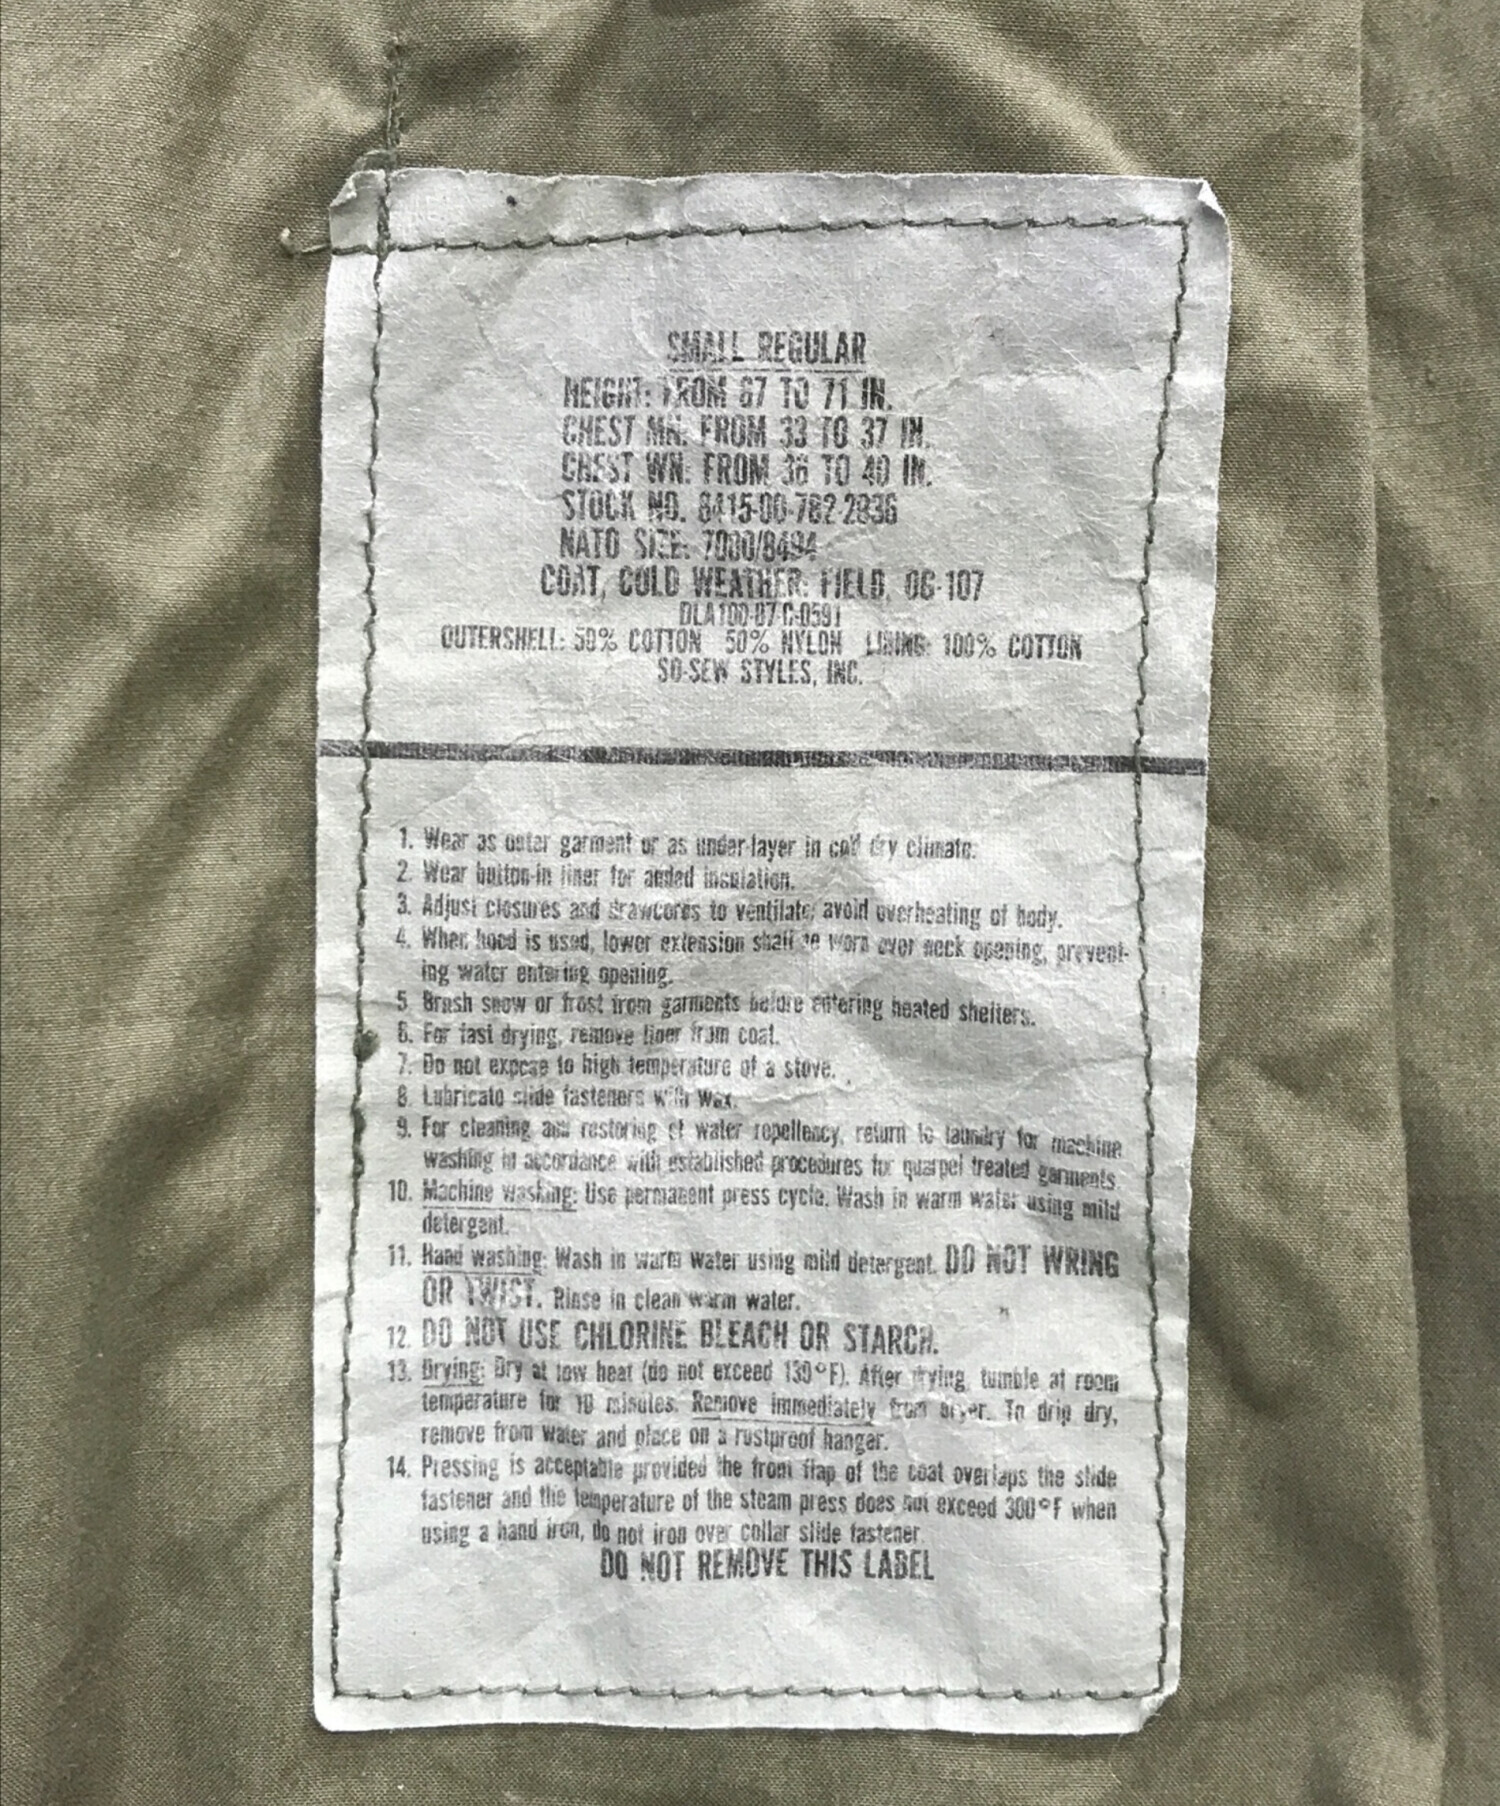 SMALL REGULAR
HEIGHT: FROM 67 TO 71 IN.
CHEST MN: FROM 33 TO 37 IN.
CHEST WN: FROM 36 TO 40 IN.
STOCK NO. 8415-00-782-2936
NATO SIZE: 7080/8494
COAT, COLD WEATHER: FIELD, OG-107
DLA100-87-C-0591
OUTERSHELL: 50% COTTON 50% NYLON LINING: 100% COTTON
SO-SEW STYLES, INC.
1. Wear as outer garment or as under-layer in cold dry climate.
2. Wear button-in liner for added insulation.
3. Adjust closures and drawcores to ventilate; avoid overheating of body.
4. When hood is used, lower extension shall be worn over neck opening, prevent-
ing water entering opening.
5. Brush snow or frost from garments before entering heated shelters.
6. For fast drying, remove liner from coat.
7. Do not expose to high temperature of a stove.
8. Lubricate slide fasteners with wax.
9. For cleaning and restoring of water repellency, return to laundry for machine
washing in accordance with established procedures for quarpel treated garments.
10. Machine washing: Use permanent press cycle. Wash in warm water using mild
detergent.
11. Hand washing: Wash in warm water using mild detergent. DO NOT WRING
OR TWIST. Rinse in clean warm water.
12. DO NOT USE CHLORINE BLEACH OR STARCH.
13. Drying: Dry at low heat (do not exceed 130°F). After drying, tumble at room
temperature for 10 minutes. Remove immediately from dryer. To drip dry,
remove from water and place on a rustproof hanger.
14. Pressing is acceptable provided the front flap of the coat overlaps the slide
fastener and the temperature of the steam press does not exceed 300°F when
using a hand iron, do not iron over collar slide fastener.
DO NOT REMOVE THIS LABEL